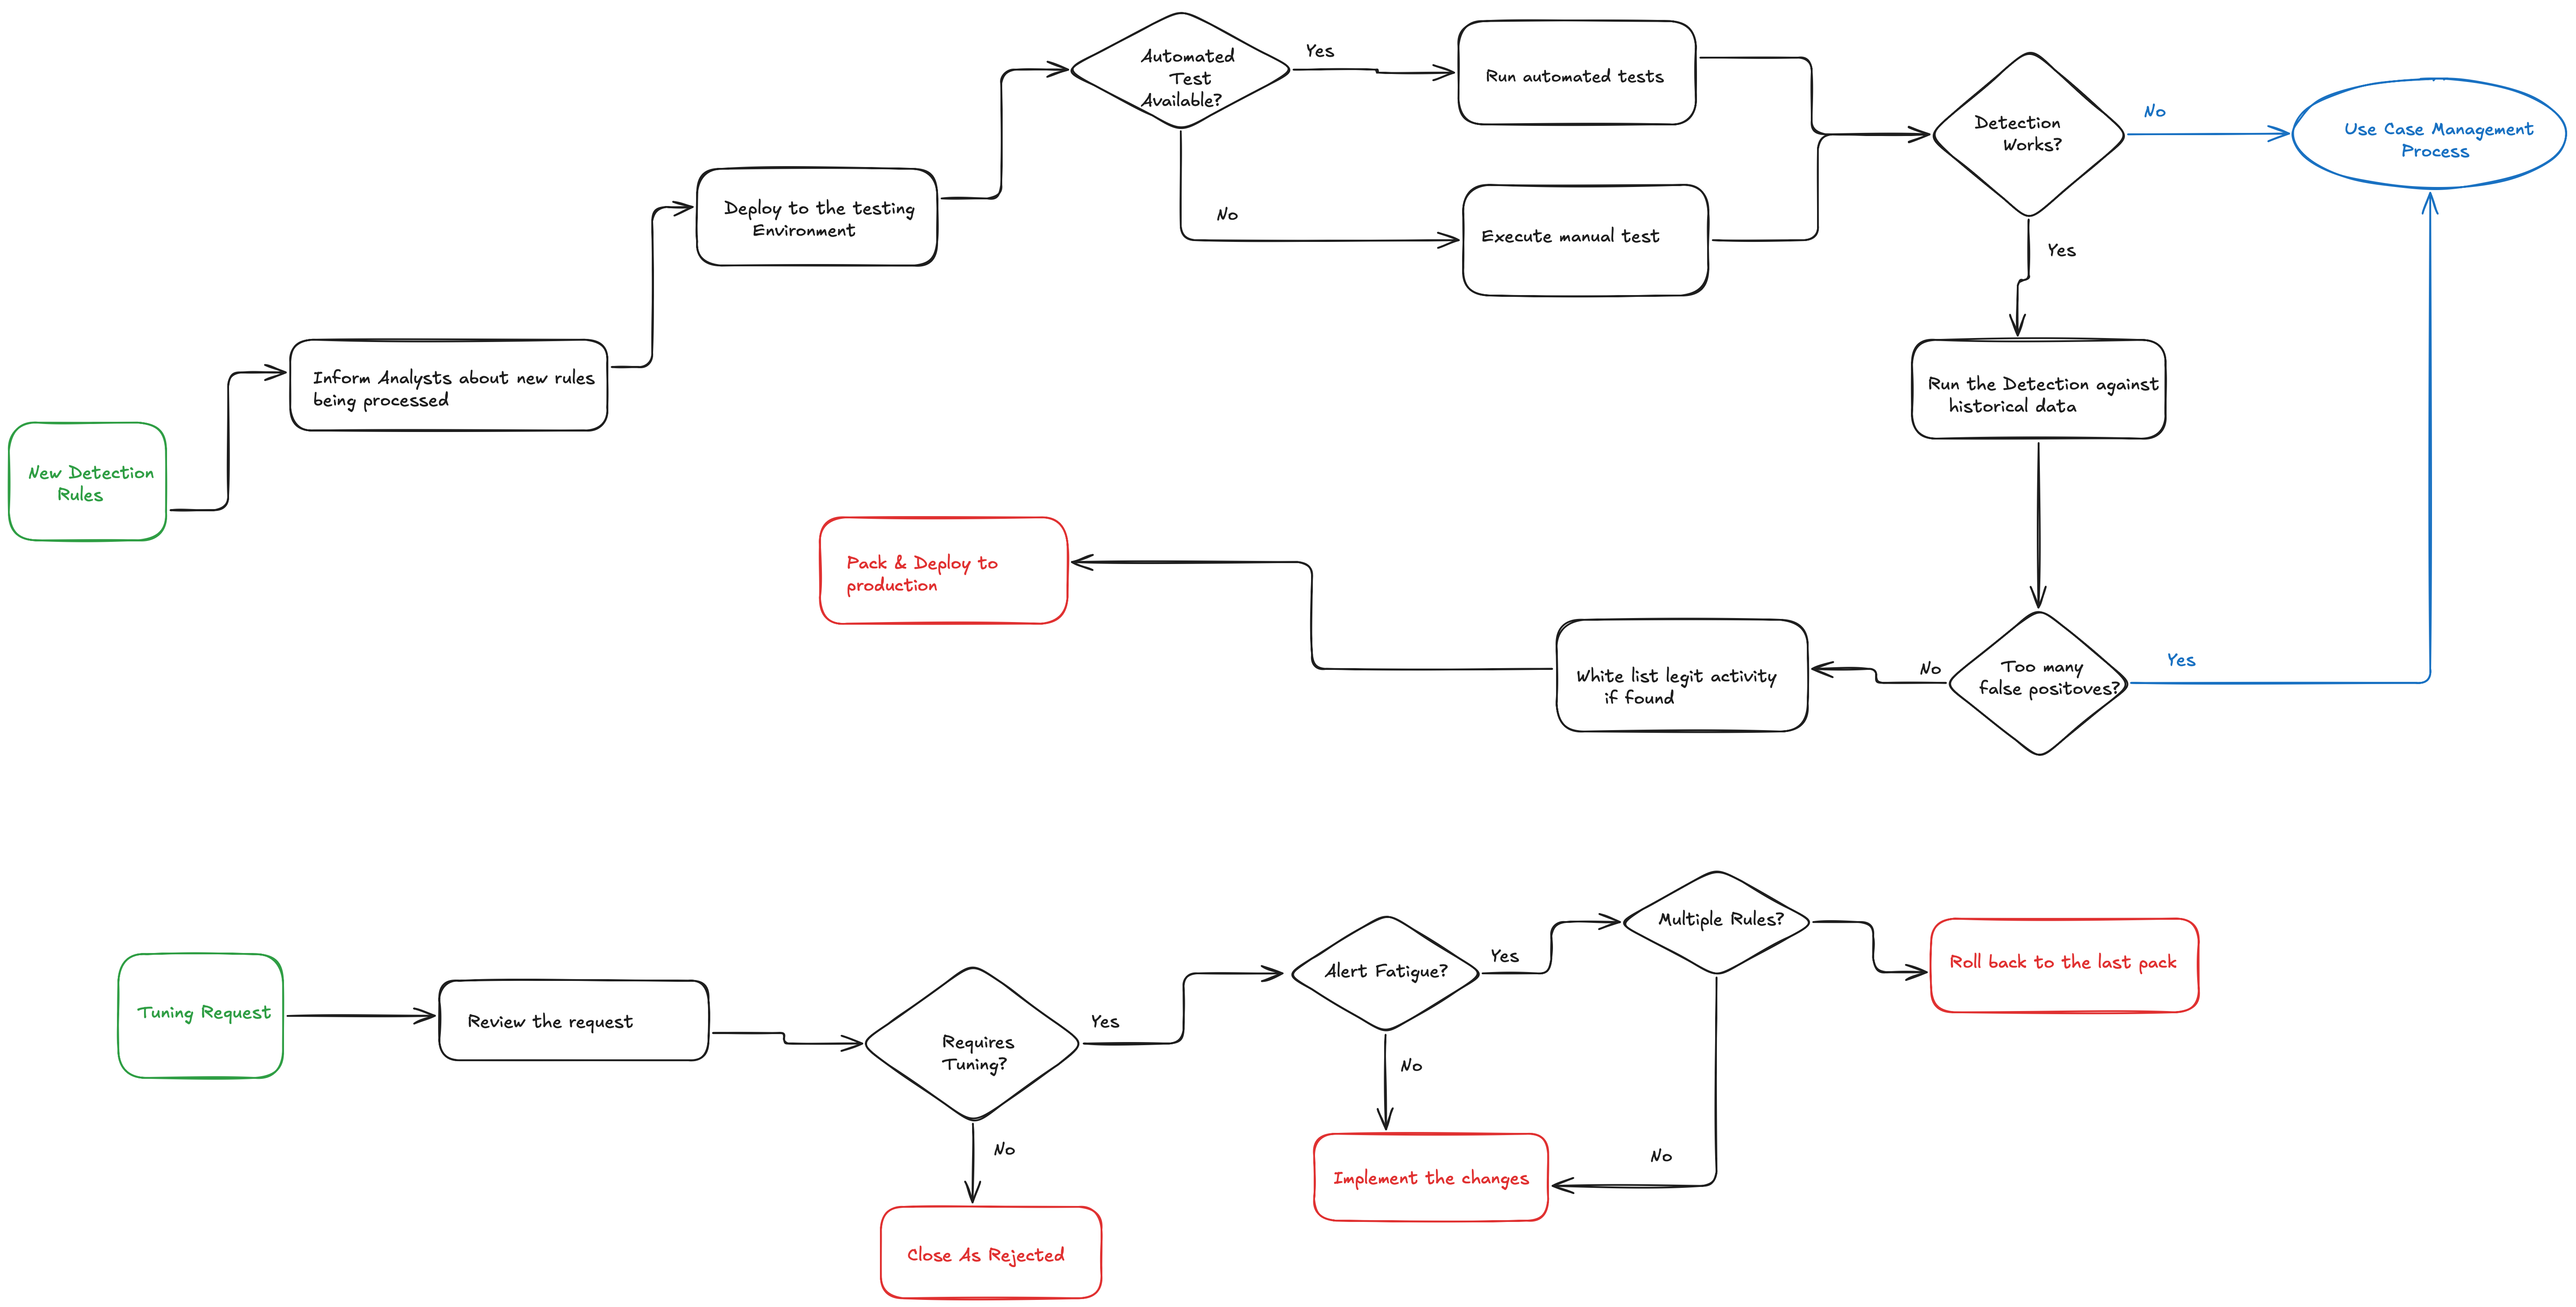 Automated
Test
Available?
Yes
Run automated tests
Detection
Works?
No
Use Case Management
Process
Deploy to the testing
Environment
No
Execute manual test
Yes
Inform Analysts about new rules
being processed
Run the Detection against
historical data
New Detection
Rules
Pack & Deploy to
production
White list legit activity
if found
No
Too many
false positoves?
Yes
Tuning Request
Review the request
Requires
Tuning?
Yes
Alert Fatigue?
Yes
Multiple Rules?
Roll back to the last pack
No
No
No
Implement the changes
Close As Rejected